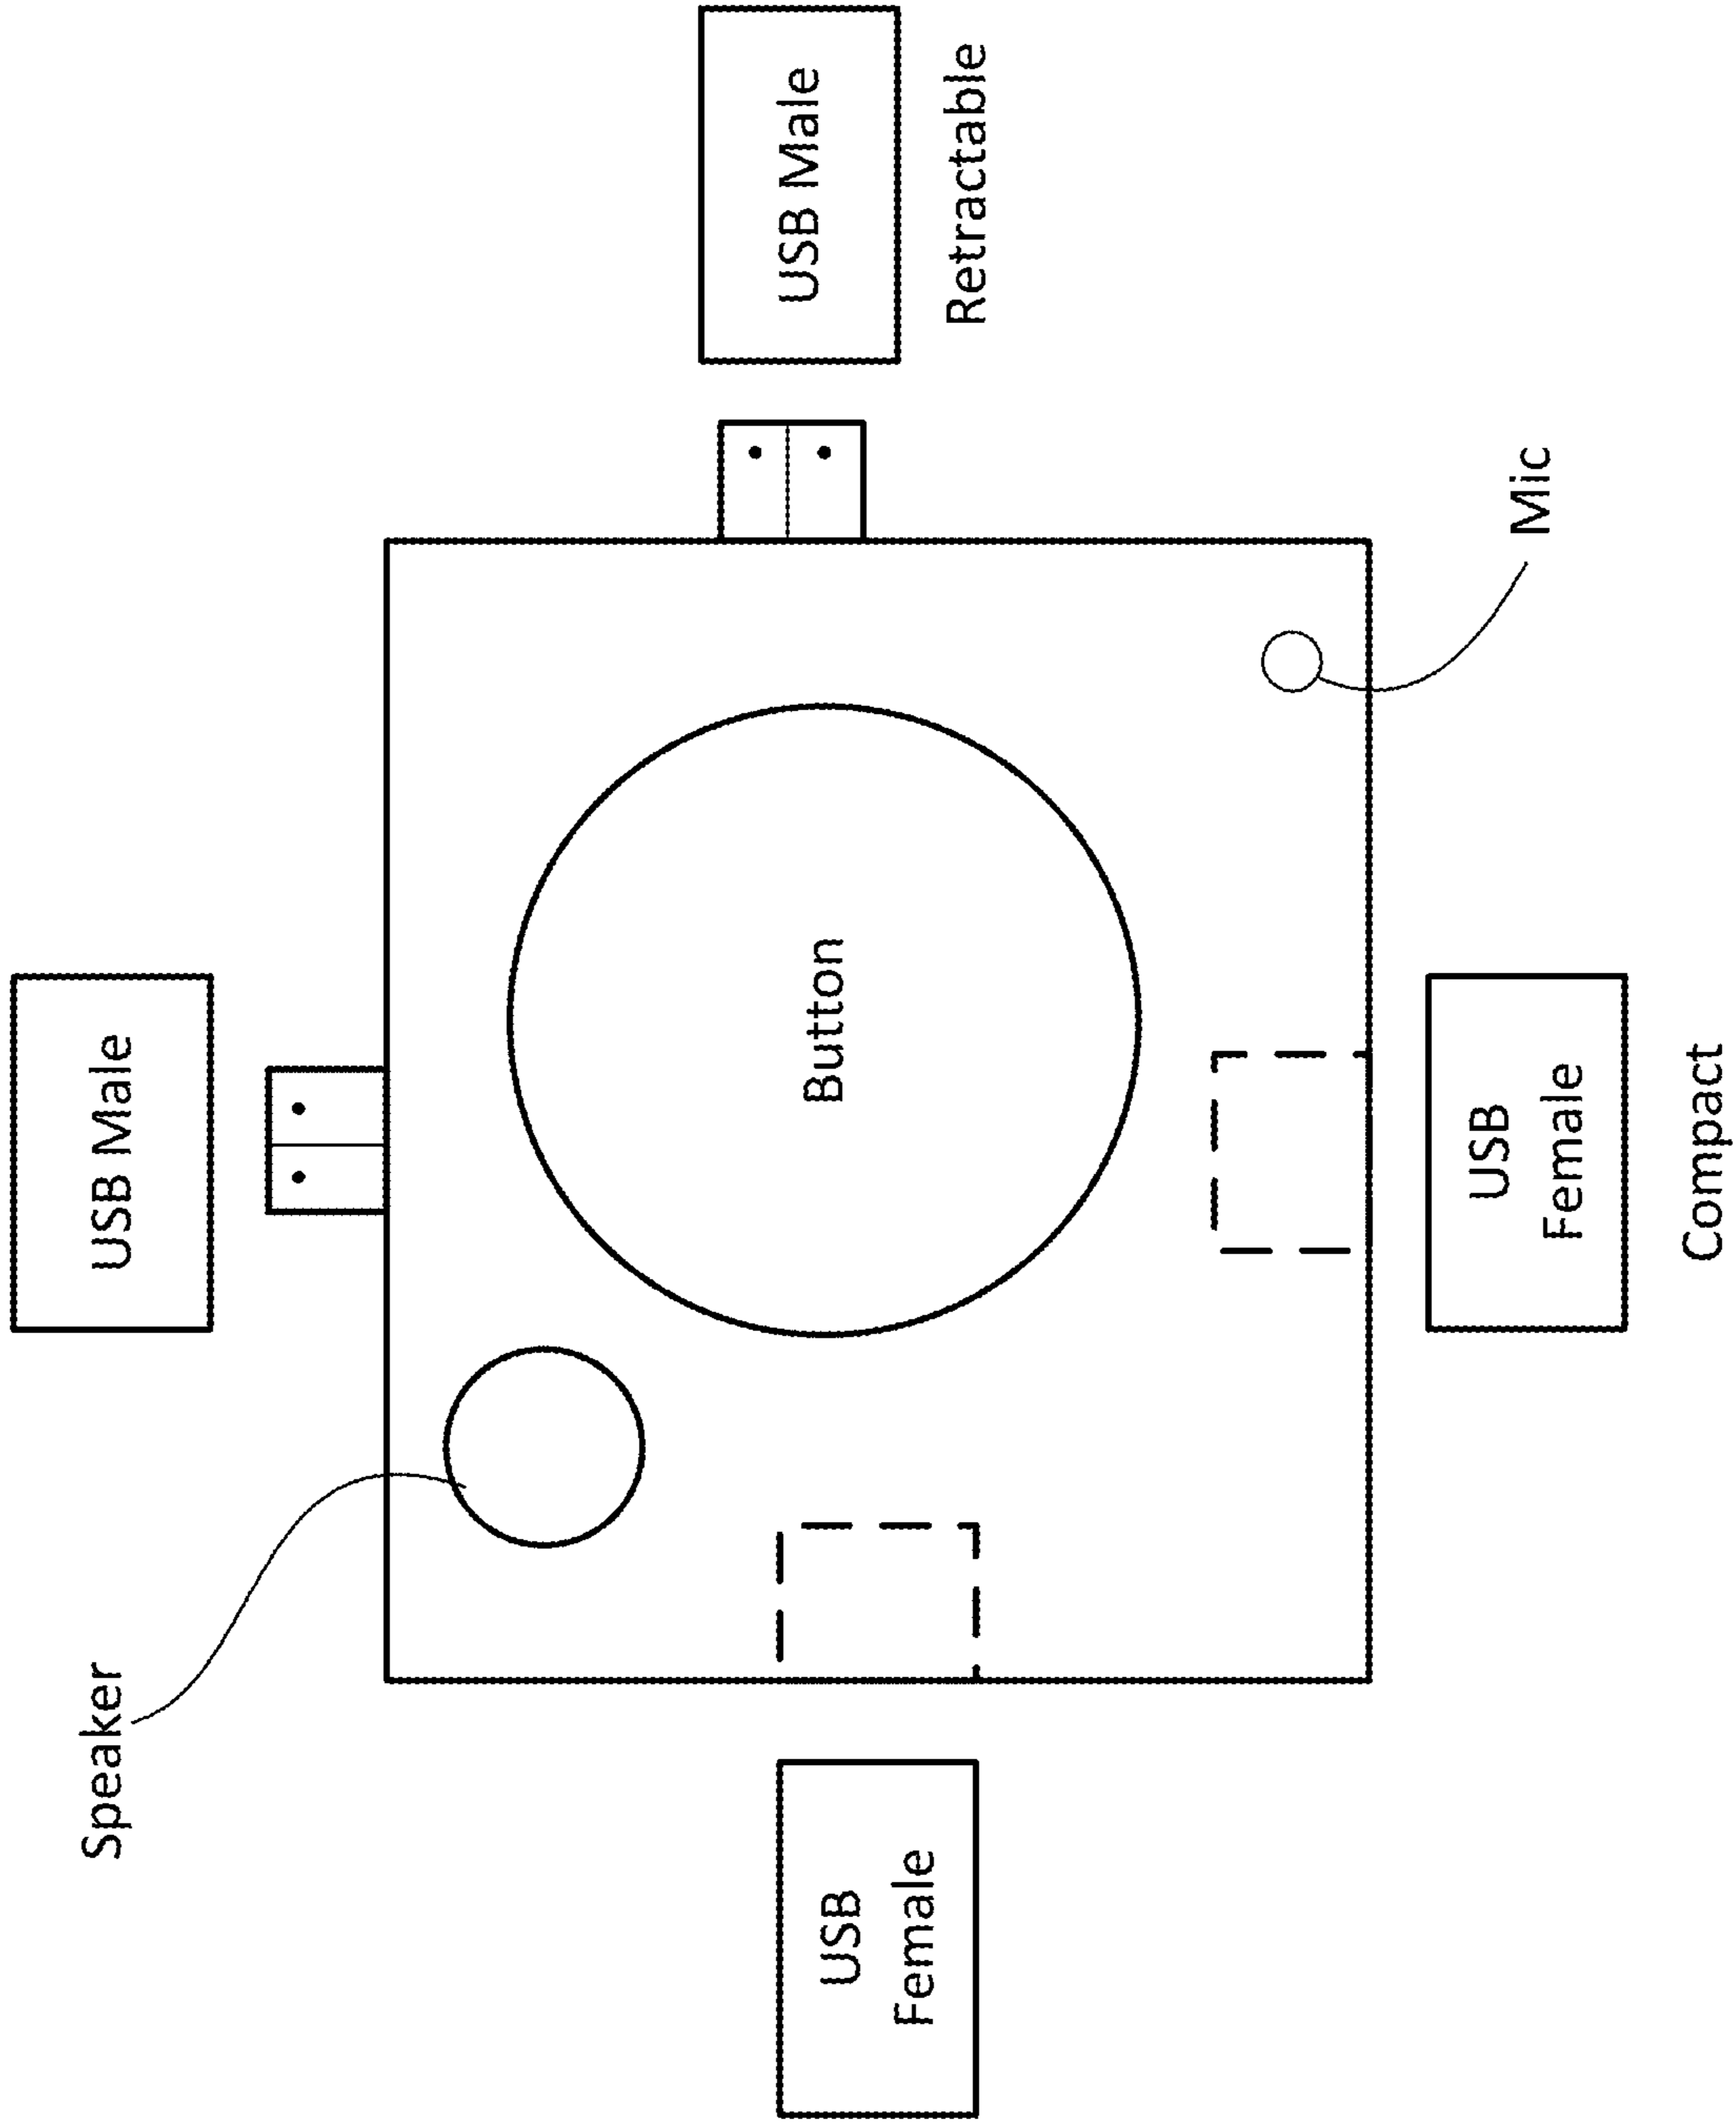 Speaker
USB Male
USB
Female
Button
USB Male
Retractable
USB
Female
Mic
Compact